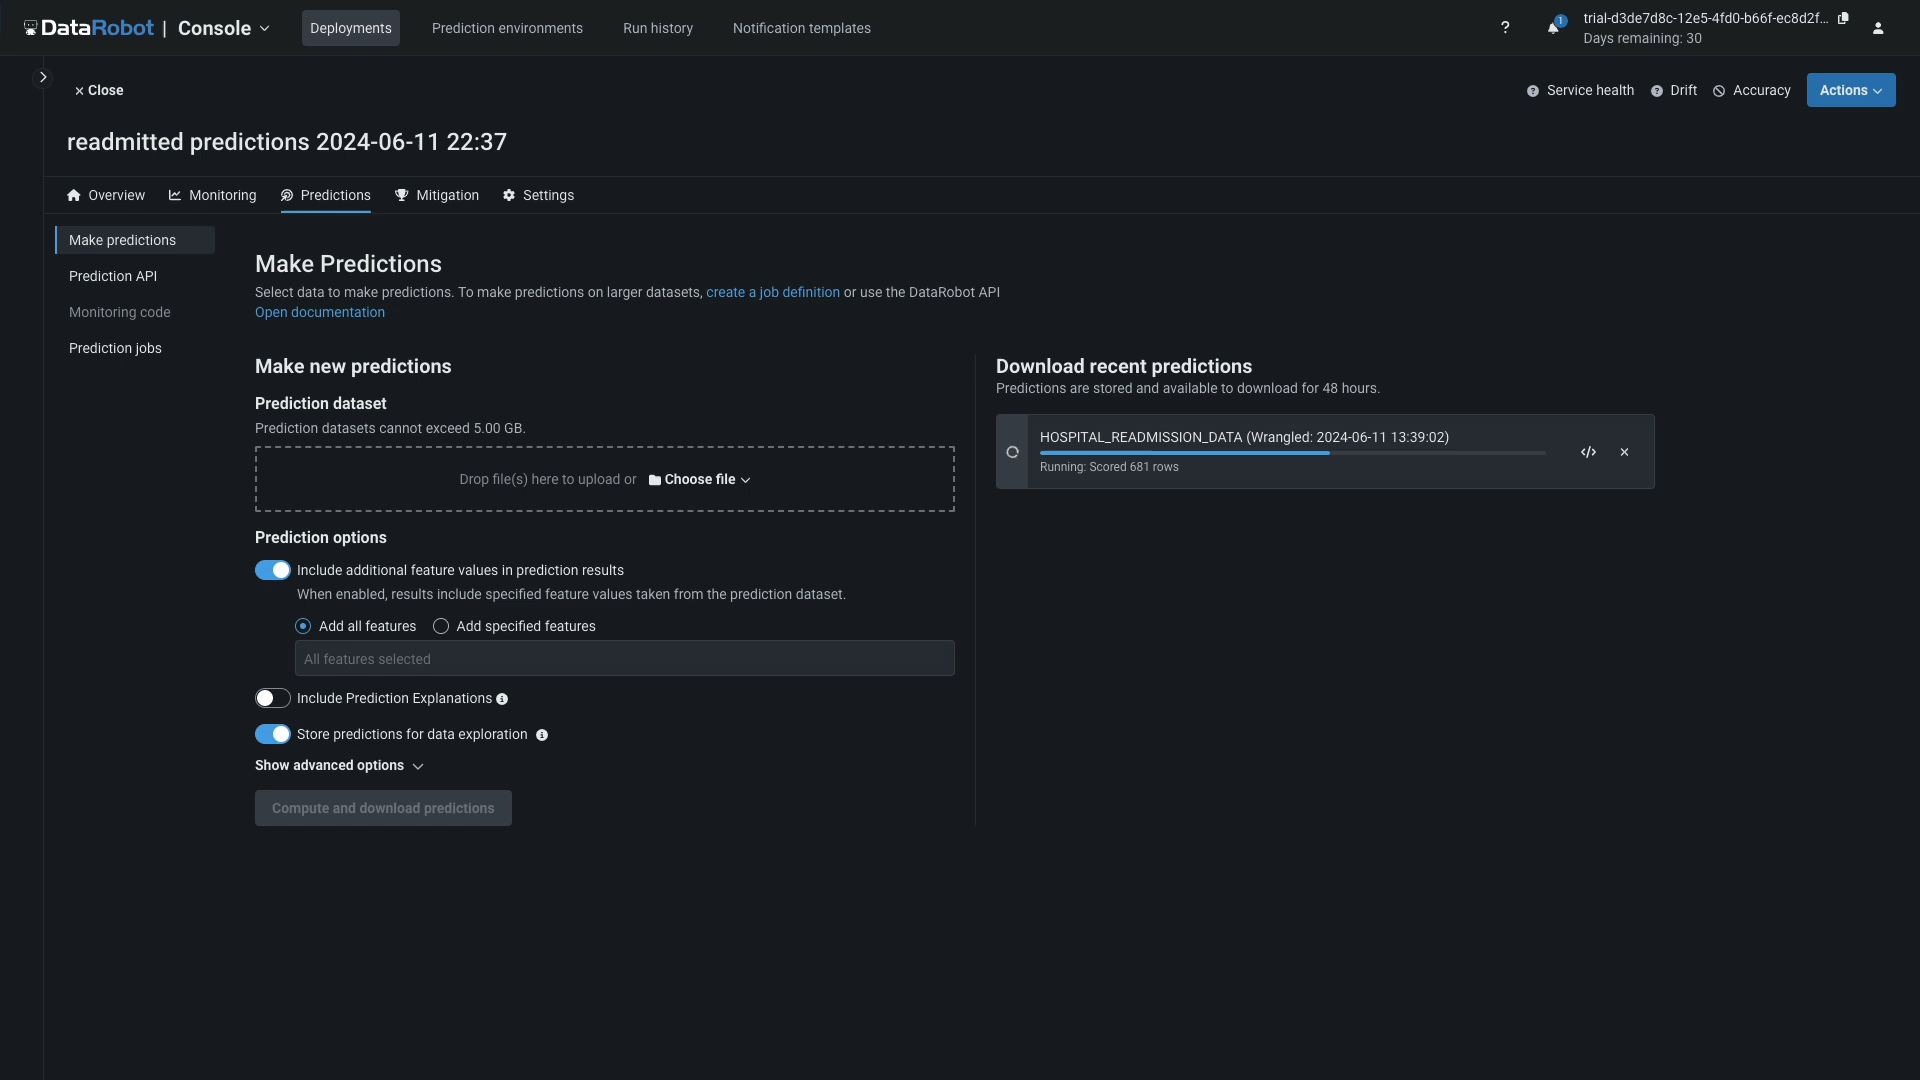 DataRobot | Console
Deployments
Prediction environments
Run history
Notification templates
?
1
trial-d3de7d8c-12e5-4fd0-b66f-ec8d2f...
Days remaining: 30
Close
Service health
Drift
Accuracy
Actions
readmitted predictions 2024-06-11 22:37
Overview
Monitoring
Predictions
Mitigation
Settings
Make predictions
Prediction API
Monitoring code
Prediction jobs
Make Predictions
Select data to make predictions. To make predictions on larger datasets, create a job definition or use the DataRobot API
Open documentation
Make new predictions
Prediction dataset
Prediction datasets cannot exceed 5.00 GB.
Drop file(s) here to upload or Choose file
Prediction options
Include additional feature values in prediction results
When enabled, results include specified feature values taken from the prediction dataset.
Add all features
Add specified features
All features selected
Include Prediction Explanations
Store predictions for data exploration
Show advanced options
Compute and download predictions
Download recent predictions
Predictions are stored and available to download for 48 hours.
HOSPITAL_READMISSION_DATA (Wrangled: 2024-06-11 13:39:02)
Running: Scored 681 rows